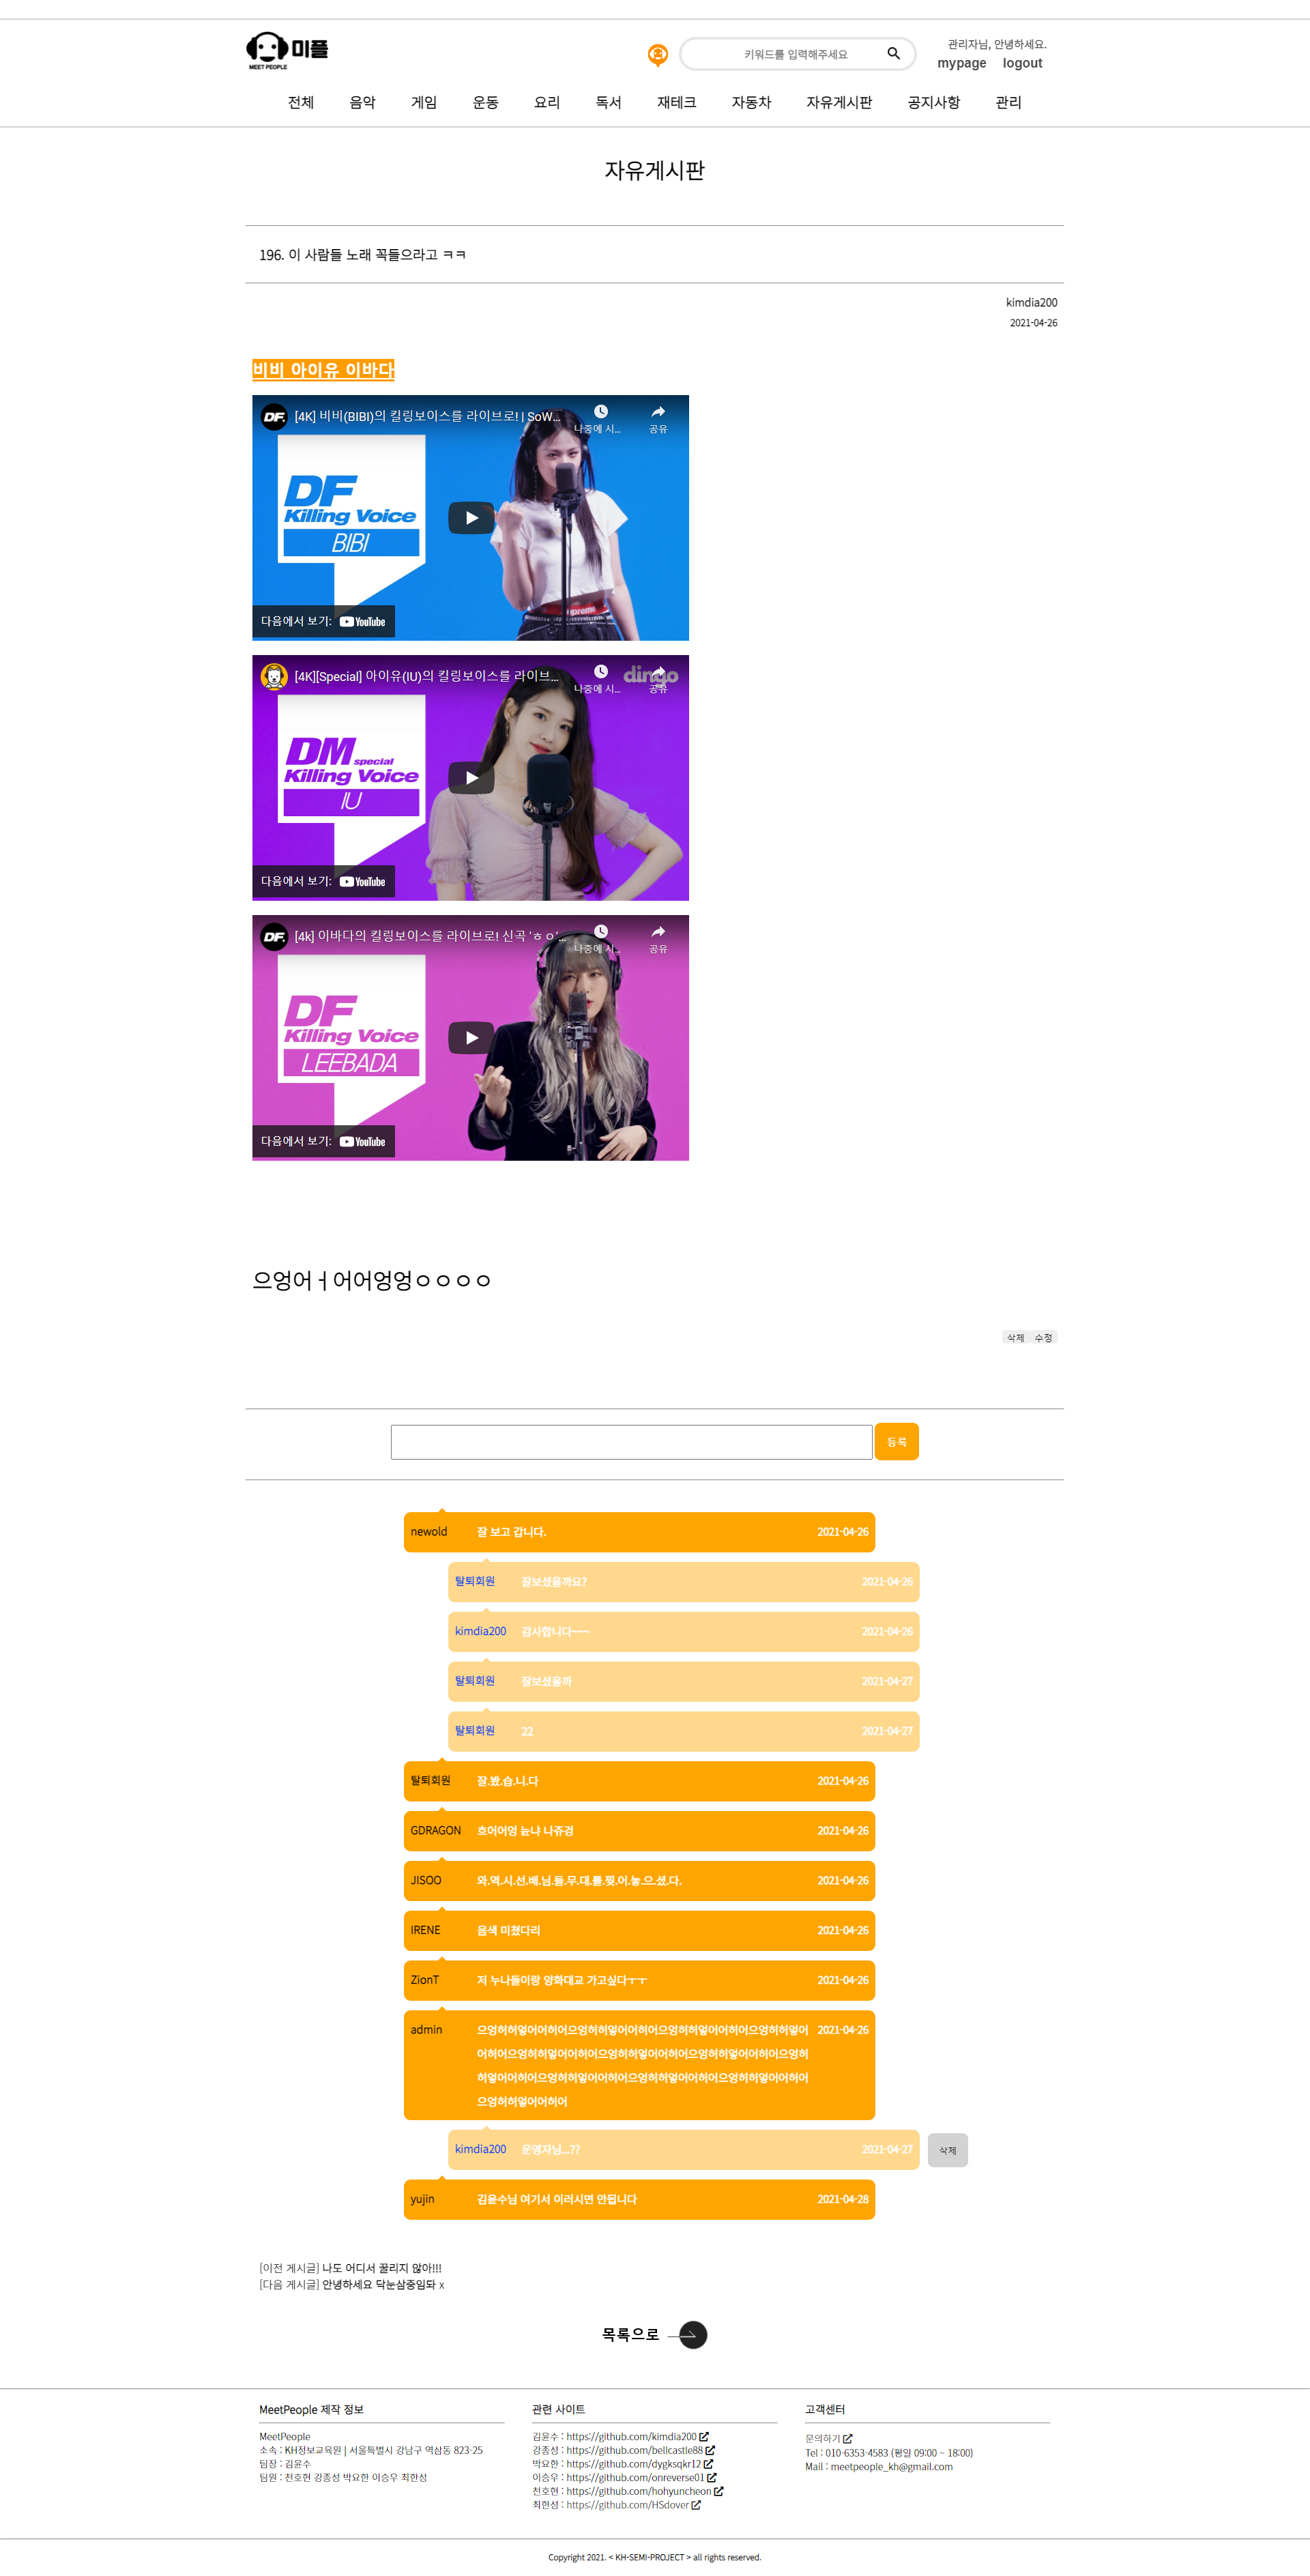 미플
MEET PEOPLE
키워드를 입력해주세요
관리자님, 안녕하세요.
mypage logout
전체 음악 게임 운동 요리 독서 재테크 자동차 자유게시판 공지사항 관리
자유게시판
196. 이 사람들 노래 꼭들으라고 ㅋㅋ
kimdia200
2021-04-26
비비 아이유 이바다
DF. [4K] 비비(BIBI)의 킬링보이스를 라이브로! | SoW...
나중에 시... 공유
DF
Killing Voice
BIBI
supreme
다음에서 보기: YouTube
[4K][Special] 아이유(IU)의 킬링보이스를 라이브...
dingo
나중에 시... 공유
DM special
Killing Voice
IU
다음에서 보기: YouTube
DF. [4k] 이바다의 킬링보이스를 라이브로! 신곡 'ㅎㅇ'...
나중에 시... 공유
DF
Killing Voice
LEEBADA
다음에서 보기: YouTube
으엉어ㅓ어어엉엉ㅇㅇㅇㅇ
삭제 수정
등록
newold 잘 보고 갑니다. 2021-04-26
탈퇴회원 잘보셨을까요? 2021-04-26
kimdia200 감사합니다~~~ 2021-04-26
탈퇴회원 잘보셨을까 2021-04-27
탈퇴회원 22 2021-04-27
탈퇴회원 잘.봤.습.니.다 2021-04-26
GDRAGON 흐어어엉 눈냐 나쥬겅 2021-04-26
JISOO 와.역.시.선.배.님.들.무.대.를.찢.어.놓.으.셨.다. 2021-04-26
IRENE 음색 미쳤다리 2021-04-26
ZionT 저 누나들이랑 양화대교 가고싶다ㅜㅜ 2021-04-26
admin 으엉허허엏어어허어으엉허허엏어어허어으엉허허엏어어허어으엉허허엏어 2021-04-26
어허어으엉허허엏어어허어으엉허허엏어어허어으엉허허엏어어허어으엉허
허엏어어허어으엉허허엏어어허어으엉허허엏어어허어으엉허허엏어어허어
으엉허허엏어어허어
kimdia200 운영자님...?? 2021-04-27 삭제
yujin 김윤수님 여기서 이러시면 안됩니다 2021-04-28
[이전 게시글] 나도 어디서 꿀리지 않아!!!
[다음 게시글] 안녕하세요 닥눈삼중임돠 x
목록으로
MeetPeople 제작 정보
MeetPeople
소속 : KH정보교육원 | 서울특별시 강남구 역삼동 823-25
팀장 : 김윤수
팀원 : 천호현 강종성 박요한 이승우 최한성
관련 사이트
김윤수 : https://github.com/kimdia200
강종성 : https://github.com/bellcastle88
박요한 : https://github.com/dygksqkr12
이승우 : https://github.com/onreverse01
천호현 : https://github.com/hohyuncheon
최한성 : https://github.com/HSdover
고객센터
문의하기
Tel : 010-6353-4583 (평일 09:00 ~ 18:00)
Mail : meetpeople_kh@gmail.com
Copyright 2021. < KH-SEMI-PROJECT > all rights reserved.